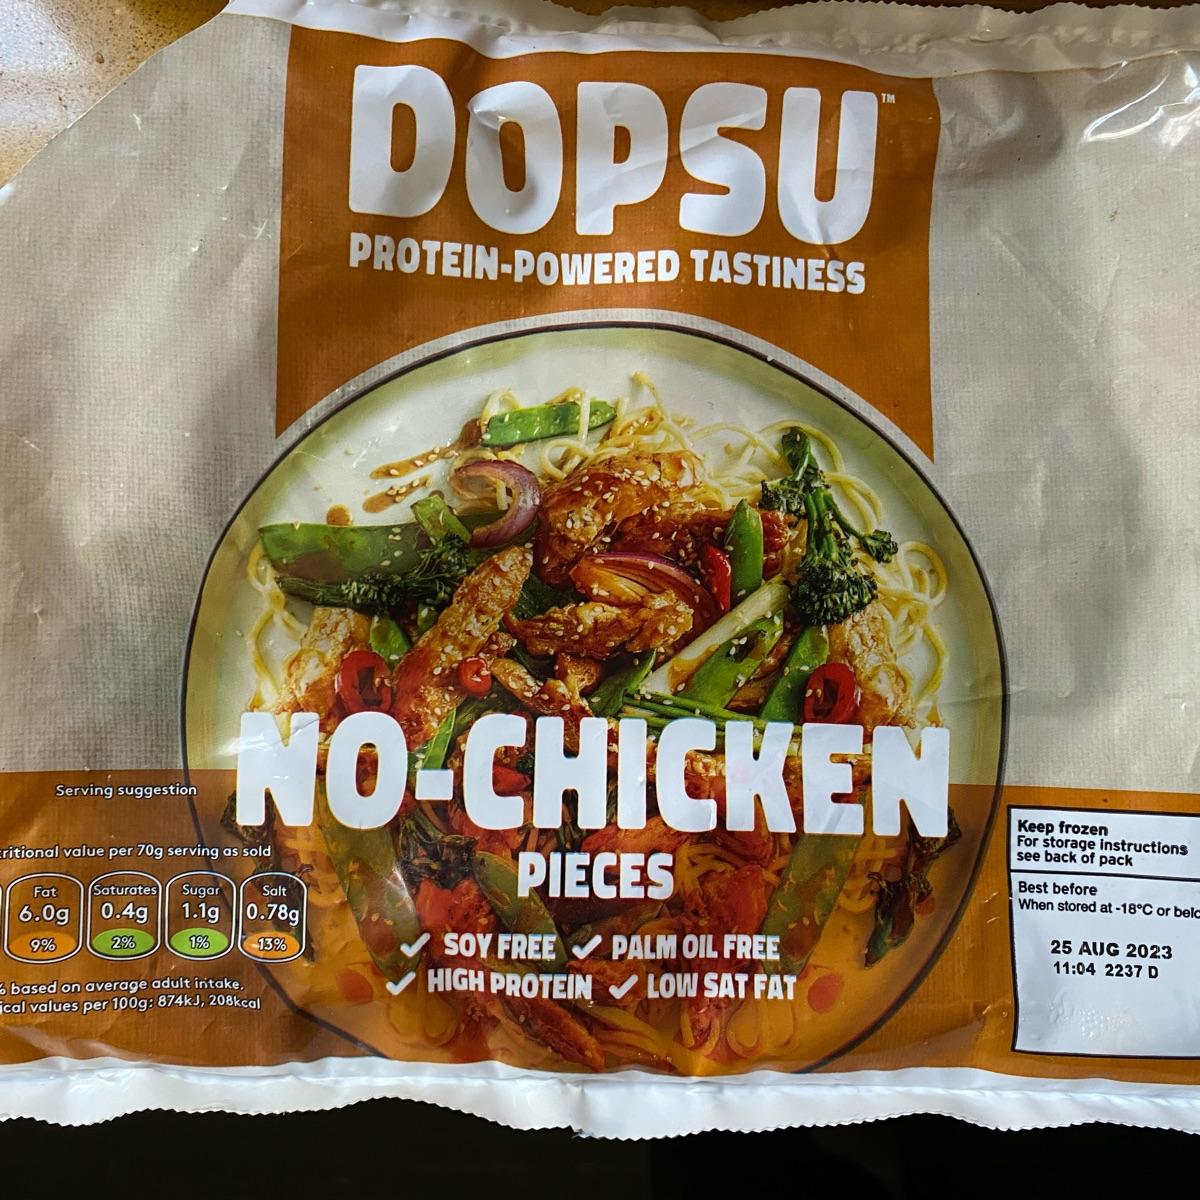 DOPSU™
PROTEIN-POWERED TASTINESS
NO-CHICKEN
PIECES
✓ SOY FREE ✓ PALM OIL FREE
✓ HIGH PROTEIN ✓ LOW SAT FAT
Serving suggestion
value per 70g serving as sold
Fat Saturates Sugar Salt
6.0g 0.4g 1.1g 0.78g
9% 2% 1% 13%
% based on average adult intake.
values per 100g: 874kJ, 208kcal
Keep frozen
For storage instructions
see back of pack
Best before
When stored at -18°C or
25 AUG 2023
11:04 2237 D